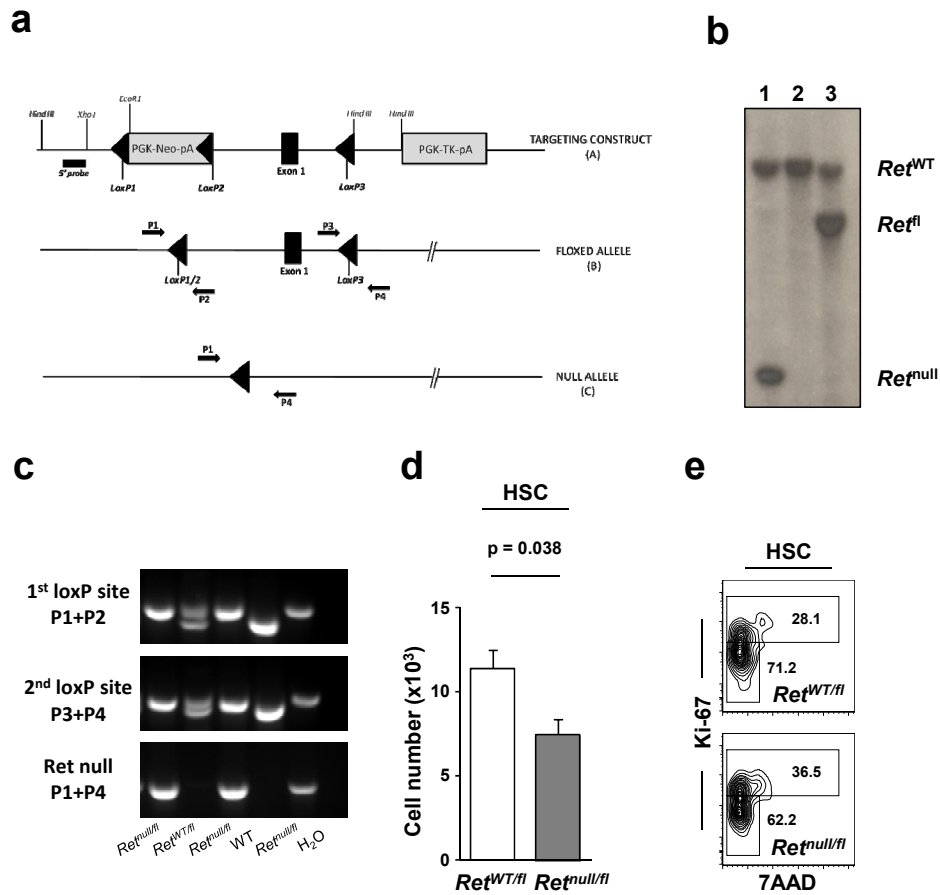 a
HindIII
XhoI
EcoR1
Hind III
Hind III
PGK-Neo-pA
PGK-TK-pA
TARGETING CONSTRUCT
(A)
5' probe
LoxP1
LoxP2
Exon 1
LoxP3
P1
P3
LoxP1/2
P2
Exon 1
LoxP3
P4
FLOXED ALLELE
(B)
P1
P4
NULL ALLELE
(C)
b
1 2 3
Ret^WT
Ret^fl
Ret^null
c
1st loxP site
P1+P2
2nd loxP site
P3+P4
Ret null
P1+P4
Ret^null/fl
Ret^WT/fl
Ret^null/fl
WT
Ret^null/fl
H₂O
d
HSC
p = 0.038
Cell number (x10³)
15
10
5
0
Ret^WT/fl Ret^null/fl
e
HSC
28.1
71.2
Ret^WT/fl
36.5
62.2
Ret^null/fl
Ki-67
7AAD